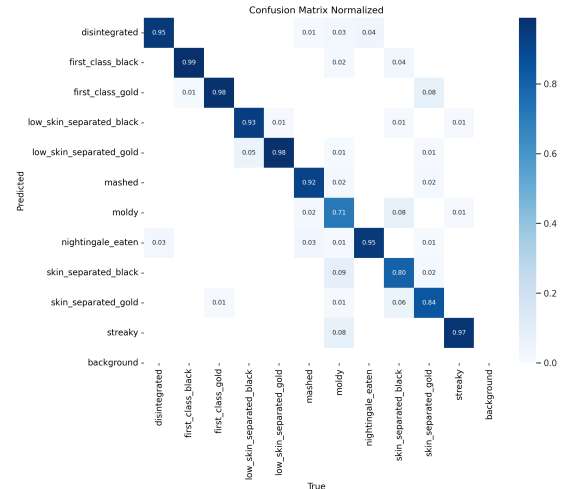 Confusion Matrix Normalized
disintegrated
0.95 0.01 0.03 0.04
first_class_black
0.99 0.02 0.04
0.8
first_class_gold
0.01 0.98 0.08
low_skin_separated_black
0.93 0.01 0.01 0.01
0.6
low_skin_separated_gold
0.05 0.98 0.01 0.01
mashed
0.92 0.02 0.02
Predicted
moldy
0.02 0.71 0.08 0.01
0.4
nightingale_eaten
0.03 0.03 0.01 0.95 0.01
skin_separated_black
0.09 0.80 0.02
0.2
skin_separated_gold
0.01 0.01 0.06 0.84
streaky
0.08 0.97
background
0.0
disintegrated
first_class_black
first_class_gold
low_skin_separated_black
low_skin_separated_gold
mashed
moldy
nightingale_eaten
skin_separated_black
skin_separated_gold
streaky
background
True